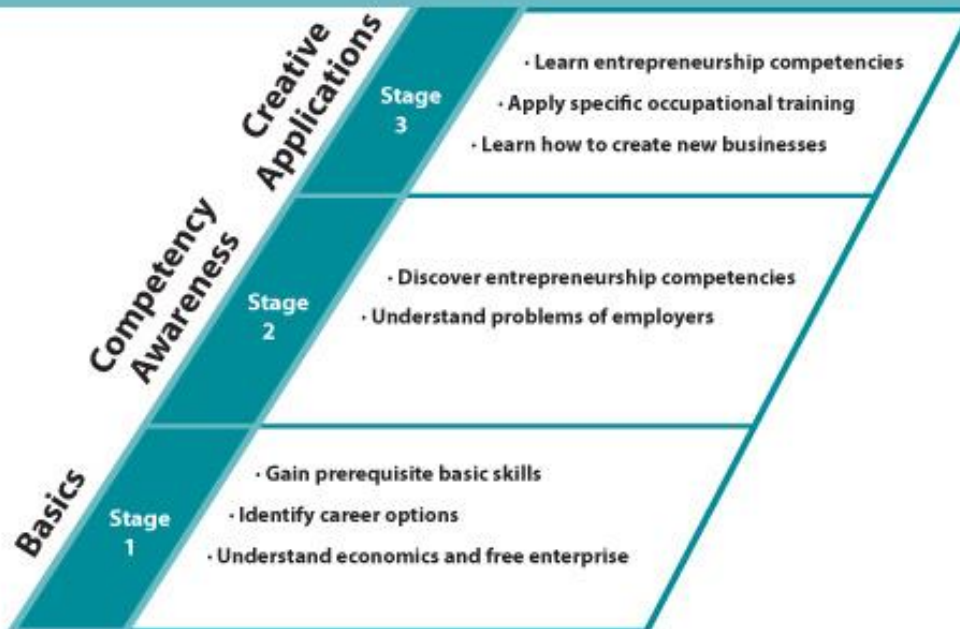 Creative
Applications
Stage
3
· Learn entrepreneurship competencies
· Apply specific occupational training
· Learn how to create new businesses
Competency
Awareness
Stage
2
· Discover entrepreneurship competencies
· Understand problems of employers
Basics
Stage
1
· Gain prerequisite basic skills
· Identify career options
· Understand economics and free enterprise